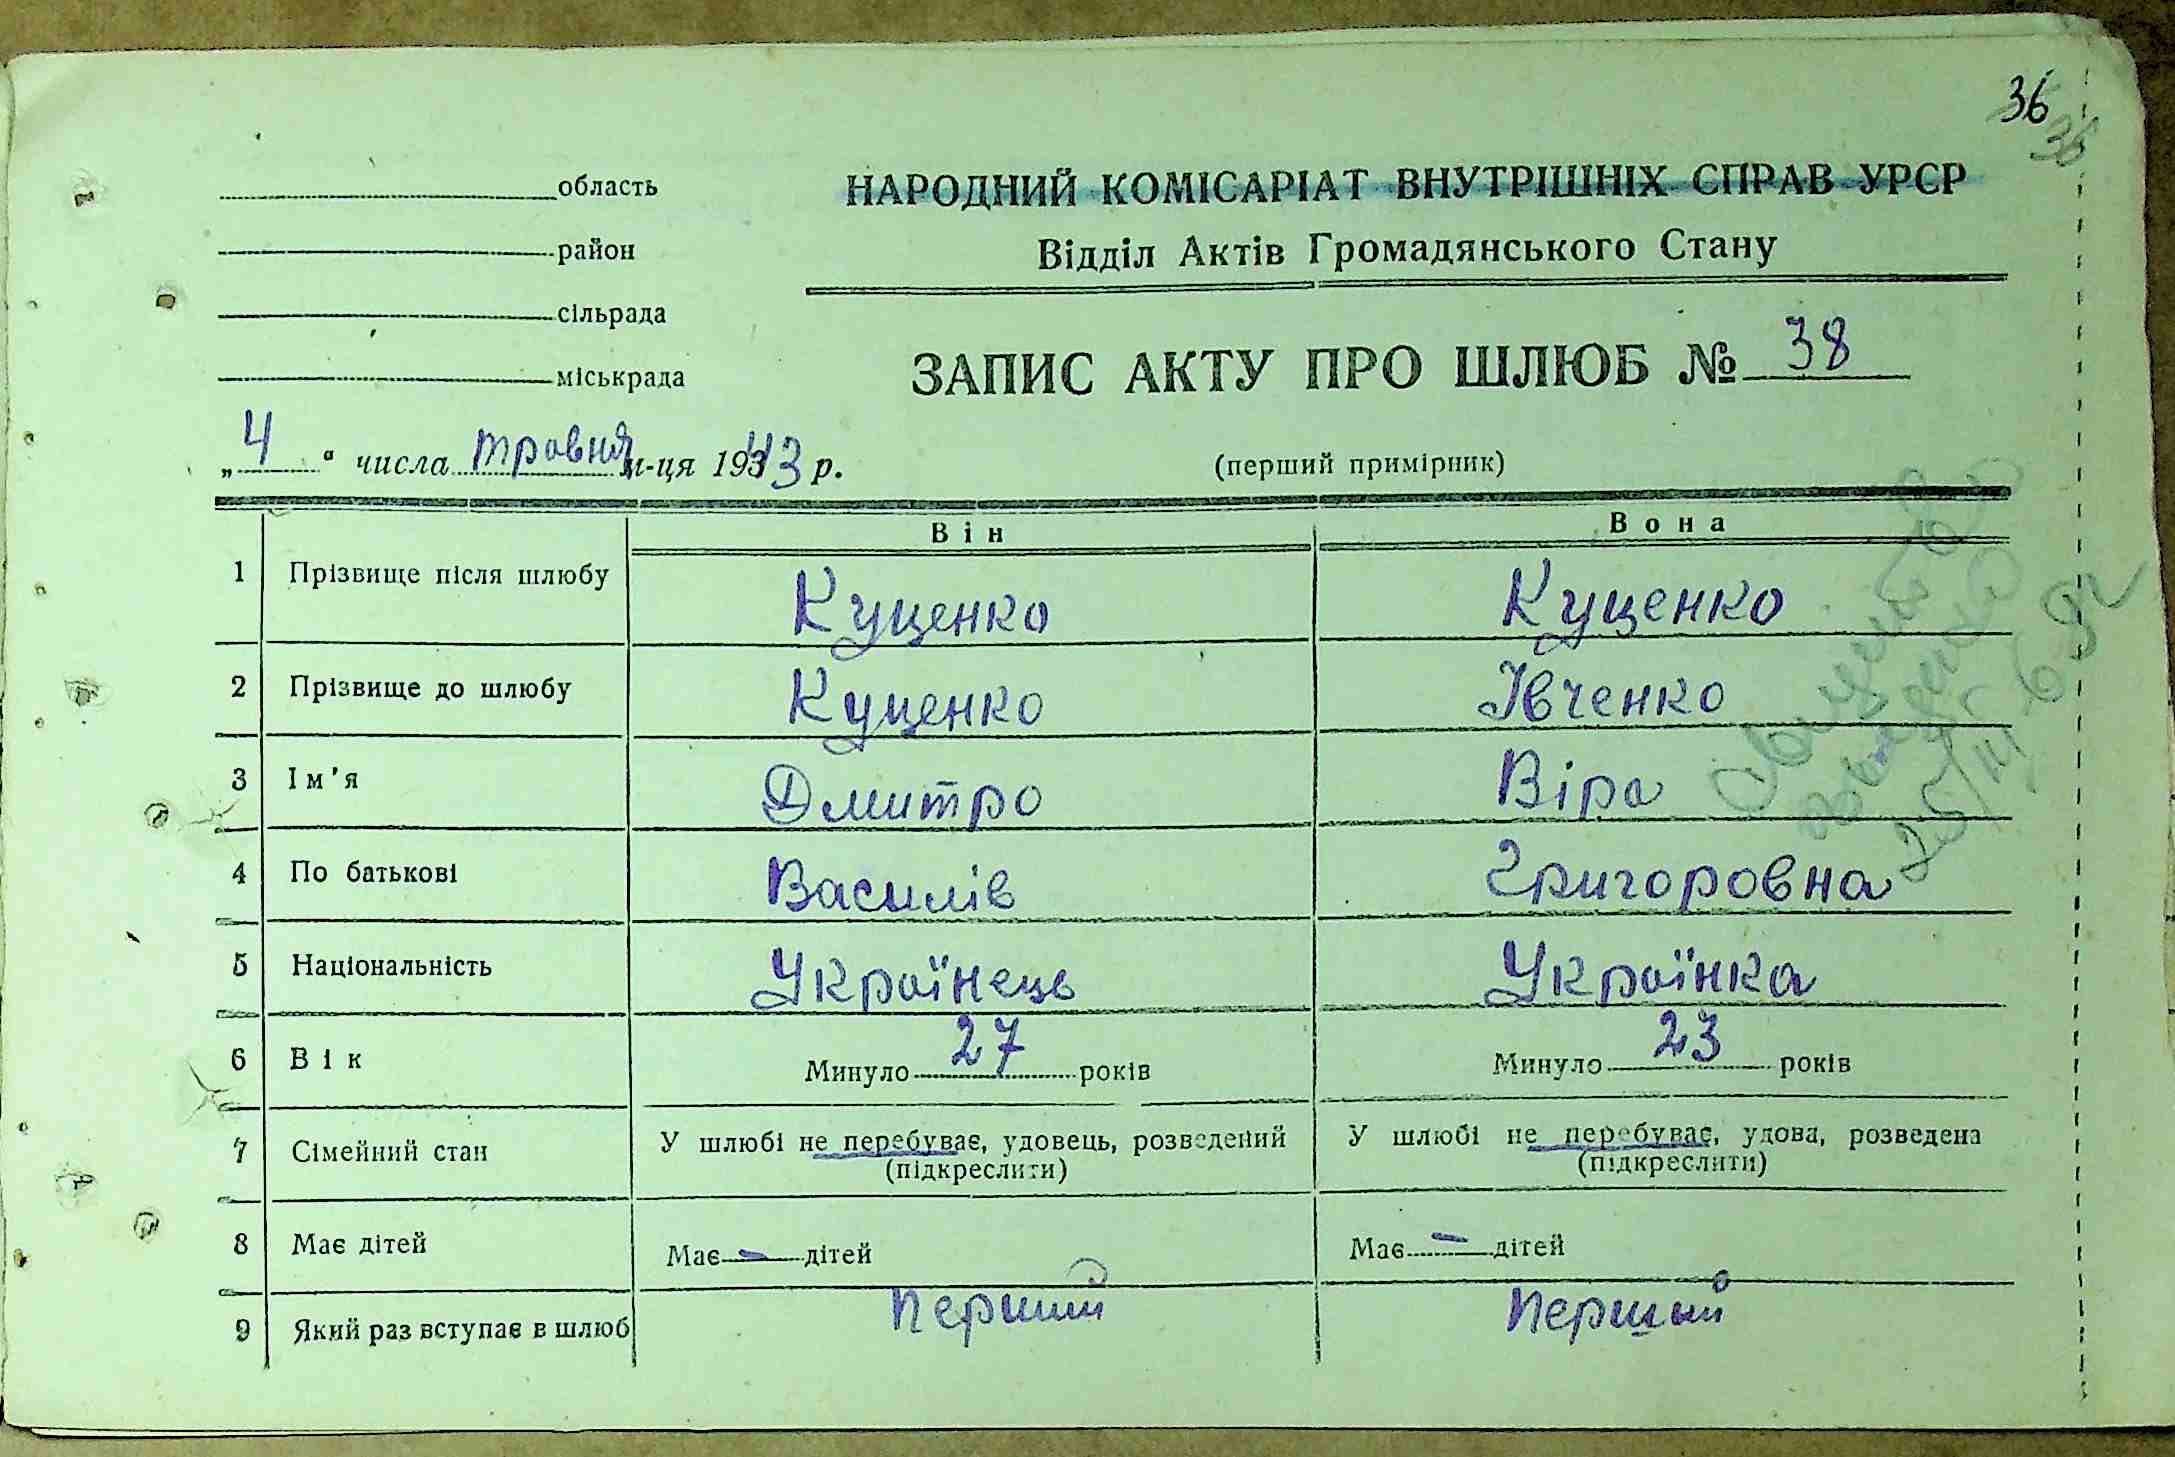 36
36
область
НАРОДНИЙ КОМІСАРІАТ ВНУТРІШНІХ СПРАВ УРСР
район
Відділ Актів Громадянського Стану
сільрада
міськрада
ЗАПИС АКТУ ПРО ШЛЮБ № 38
„4“ числа травня м-ця 1943 р.
(перший примірник)
Він Вона
1 Прізвище після шлюбу Куценко Куценко
2 Прізвище до шлюбу Куценко Івченко
3 Ім'я Дмитро Віра
4 По батькові Василів Григоровна
5 Національність Українець Українка
6 Вік Минуло 27 років Минуло 23 років
7 Сімейний стан У шлюбі не перебуває, удовець, розведений У шлюбі не перебуває, удова, розведена
(підкреслити) (підкреслити)
8 Має дітей Має – дітей Має – дітей
9 Який раз вступає в шлюб Перший Перший